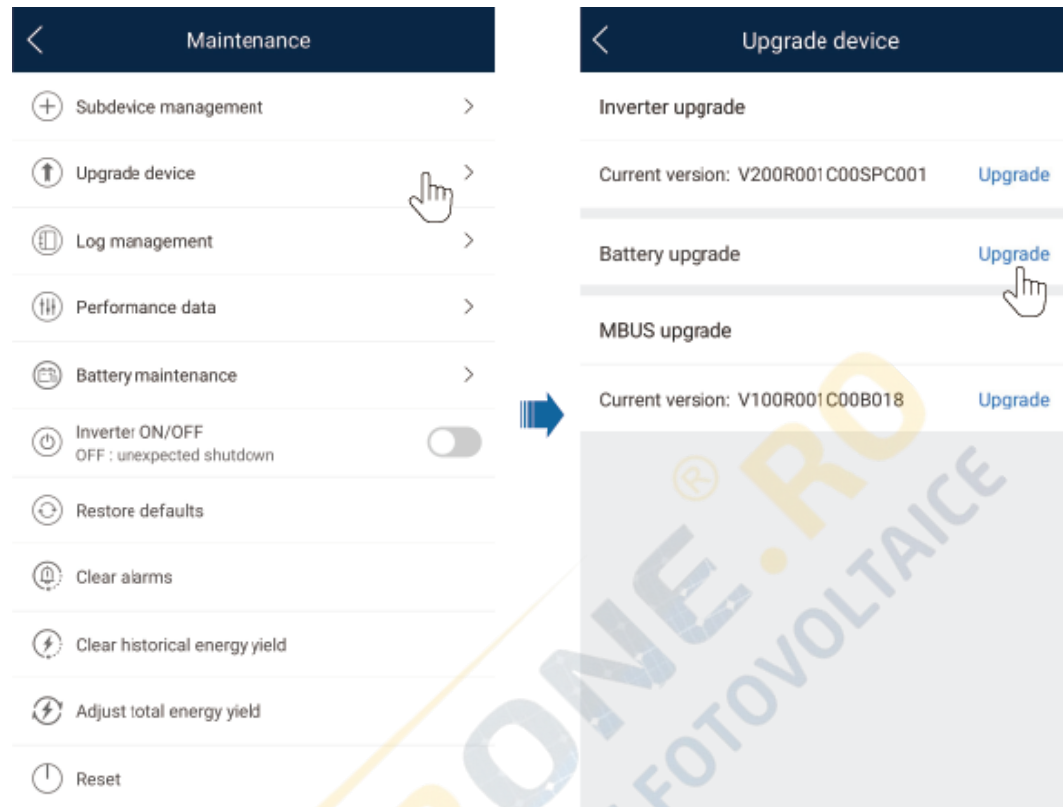 Maintenance
Subdevice management
Upgrade device
Log management
Performance data
Battery maintenance
Inverter ON/OFF
OFF : unexpected shutdown
Restore defaults
Clear alarms
Clear historical energy yield
Adjust total energy yield
Reset
Upgrade device
Inverter upgrade
Current version: V200R001C00SPC001 Upgrade
Battery upgrade Upgrade
MBUS upgrade
Current version: V100R001C00B018 Upgrade
ONE®.RO
FOTOVOLTAICE